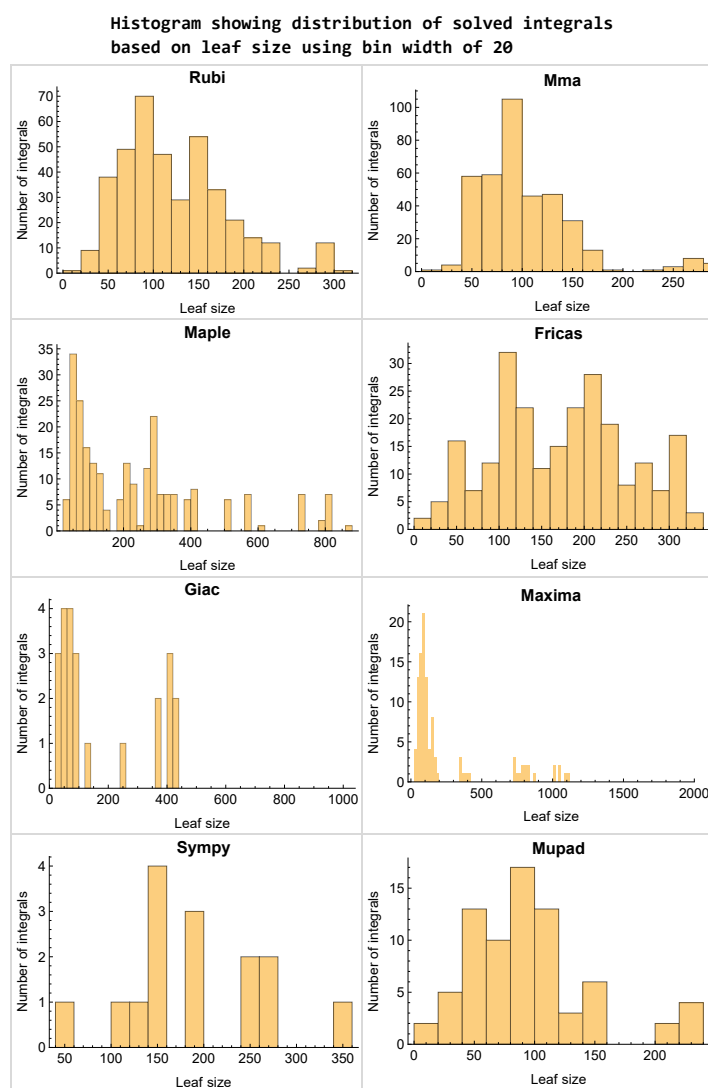 Histogram showing distribution of solved integrals
based on leaf size using bin width of 20
Rubi
Number of integrals
70
60
50
40
30
20
10
0
0 50 100 150 200 250 300
Leaf size
Mma
Number of integrals
100
80
60
40
20
0
0 50 100 150 200 250
Leaf size
Maple
Number of integrals
35
30
25
20
15
10
5
0
200 400 600 800
Leaf size
Fricas
Number of integrals
30
25
20
15
10
5
0
0 50 100 150 200 250 300
Leaf size
Giac
Number of integrals
4
3
2
1
0
0 200 400 600 800 1000
Leaf size
Maxima
Number of integrals
20
15
10
5
0
0 500 1000 1500 2000
Leaf size
Sympy
Number of integrals
4
3
2
1
0
50 100 150 200 250 300 350
Leaf size
Mupad
Number of integrals
15
10
5
0
0 50 100 150 200
Leaf size